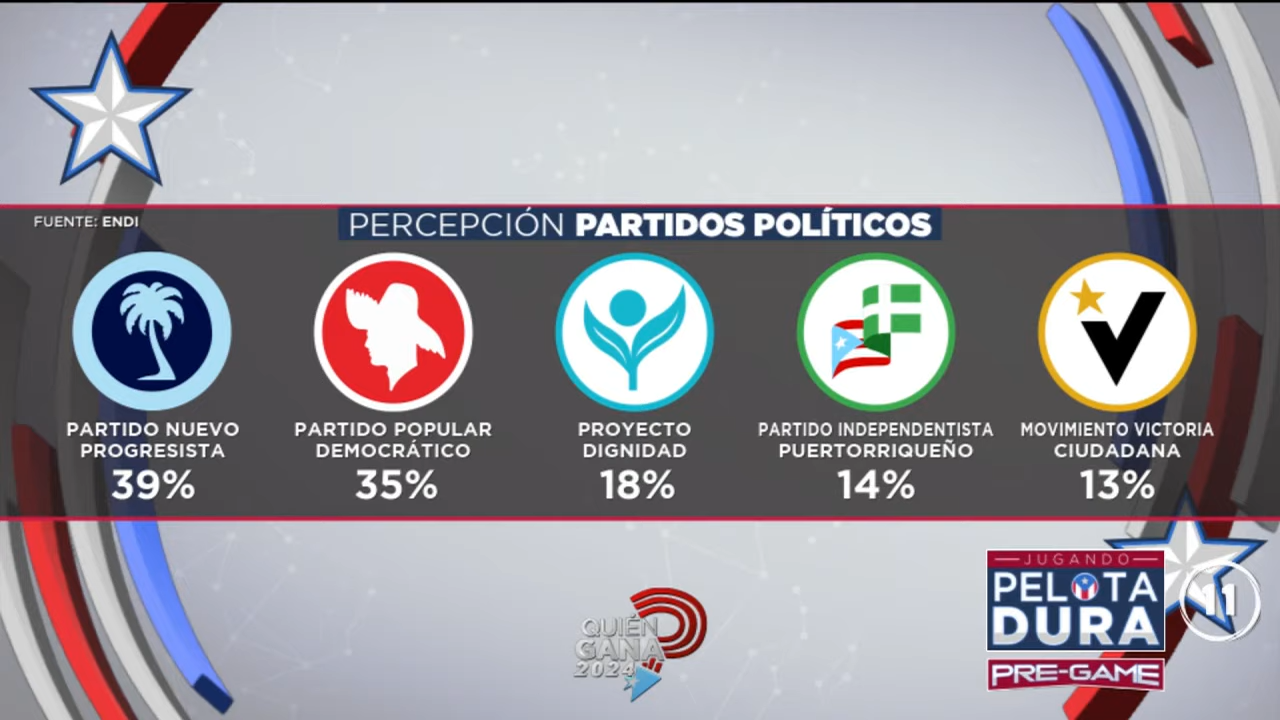 FUENTE: ENDI
PERCEPCIÓN PARTIDOS POLÍTICOS
PARTIDO NUEVO
PROGRESISTA
39%
PARTIDO POPULAR
DEMOCRÁTICO
35%
PROYECTO
DIGNIDAD
18%
PARTIDO INDEPENDENTISTA
PUERTORRIQUEÑO
14%
MOVIMIENTO VICTORIA
CIUDADANA
13%
QUIÉN
GANA
2024
JUGANDO
PELOTA
DURA
PRE-GAME
11